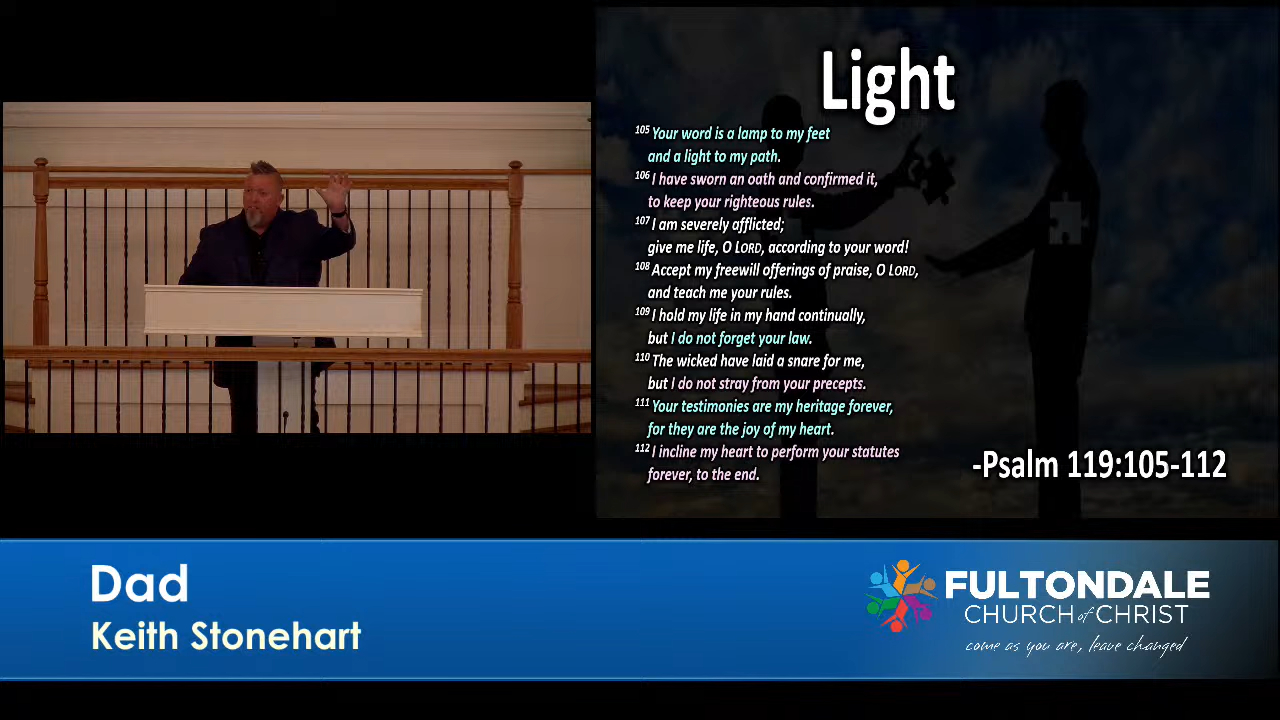 Light
105 Your word is a lamp to my feet
and a light to my path.
106 I have sworn an oath and confirmed it,
to keep your righteous rules.
107 I am severely afflicted;
give me life, O LORD, according to your word!
108 Accept my freewill offerings of praise, O LORD,
and teach me your rules.
109 I hold my life in my hand continually,
but I do not forget your law.
110 The wicked have laid a snare for me,
but I do not stray from your precepts.
111 Your testimonies are my heritage forever,
for they are the joy of my heart.
112 I incline my heart to perform your statutes
forever, to the end.
-Psalm 119:105-112
Dad
Keith Stonehart
FULTONDALE
CHURCH of CHRIST
come as you are, leave changed